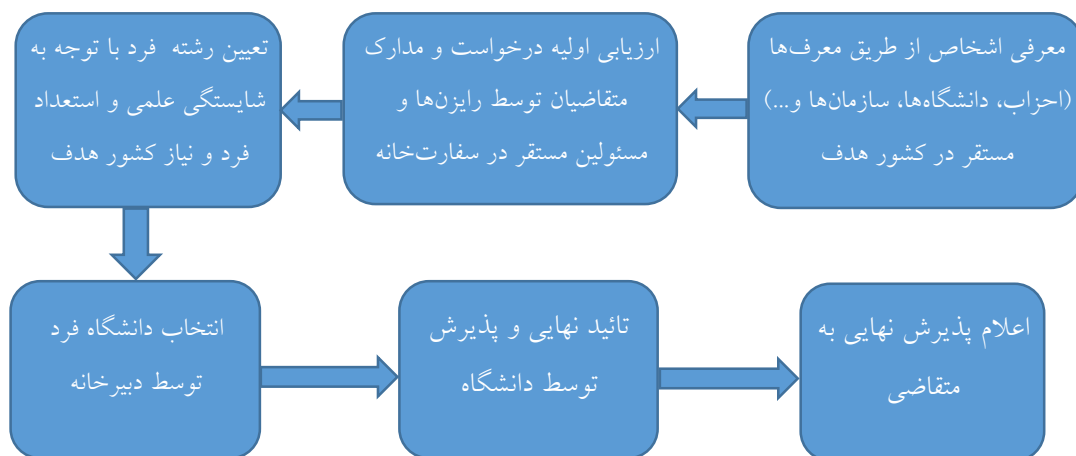 معرفی اشخاص از طریق معرف‌ها
(احزاب، دانشگاه‌ها، سازمان‌ها و...)
مستقر در کشور هدف
ارزیابی اولیه درخواست و مدارک
متقاضیان توسط رایزن‌ها و
مسئولین مستقر در سفارت‌خانه
تعیین رشته فرد با توجه به
شایستگی علمی و استعداد
فرد و نیاز کشور هدف
انتخاب دانشگاه فرد
توسط دبیرخانه
تائید نهایی و پذیرش
توسط دانشگاه
اعلام پذیرش نهایی به
متقاضی